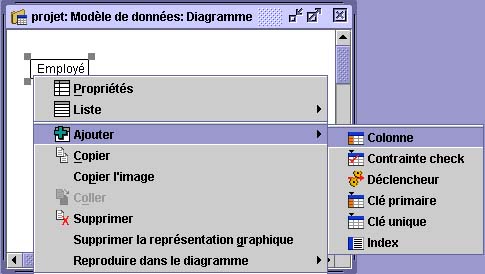 projet: Modèle de données: Diagramme
Employé
Propriétés
Liste
Ajouter
Copier
Copier l'image
Coller
Supprimer
Supprimer la représentation graphique
Reproduire dans le diagramme
Colonne
Contrainte check
Déclencheur
Clé primaire
Clé unique
Index